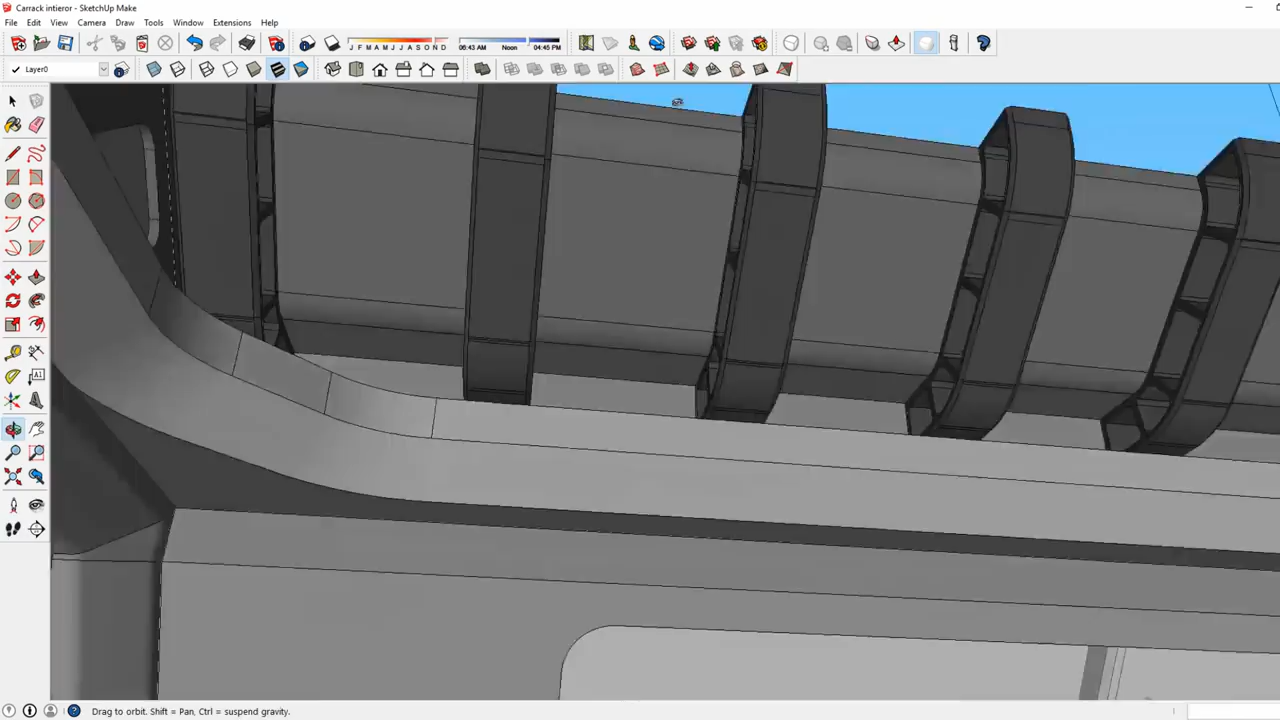 Carrack intieror - SketchUp Make
File Edit View Camera Draw Tools Window Extensions Help
J F M A M J J A S O N D 06:43 AM Noon 04:45 PM
Layer0
A1
Drag to orbit. Shift = Pan, Ctrl = suspend gravity.